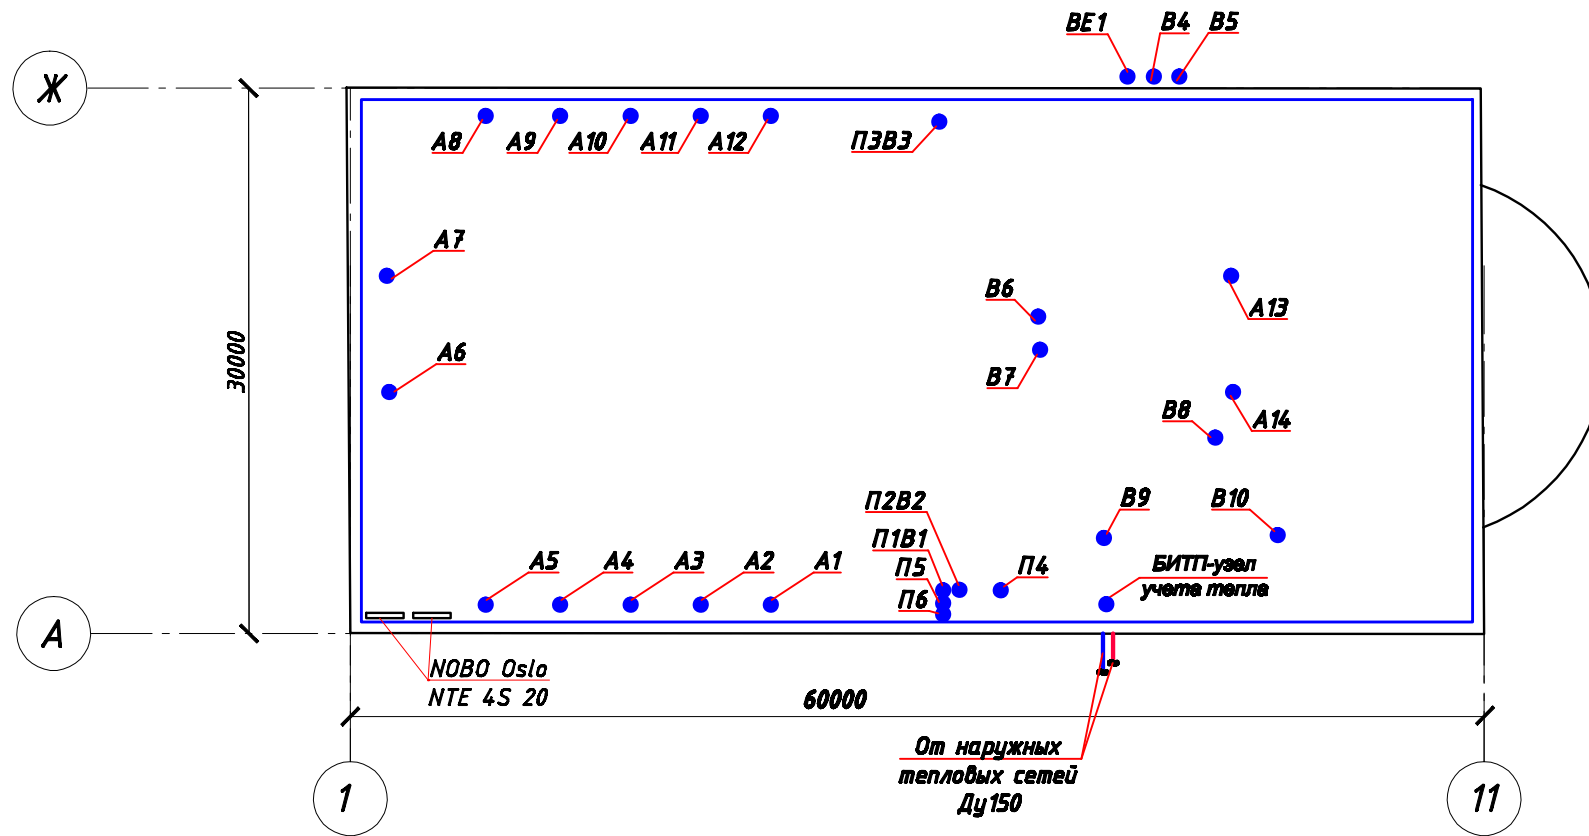 ВЕ1 В4 В5
Ж
А8 А9 А10 А11 А12 П3В3
А7
В6
А13
30000
А6
В7
В8
А14
П2В2
В9
В10
П1В1
А5 А4 А3 А2 А1
П5
П4
БИТП-узел
учета тепла
П6
А
NOBO Oslo
NTE 4S 20
60000
От наружных
тепловых сетей
Ду150
1
11